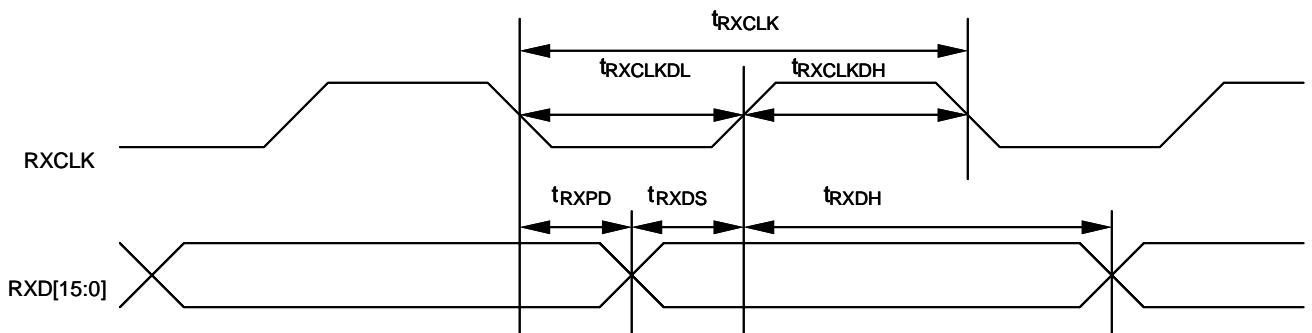 tRXCLK
tRXCLKDL tRXCLKDH
RXCLK
tRXPD tRXDS tRXDH
RXD[15:0]